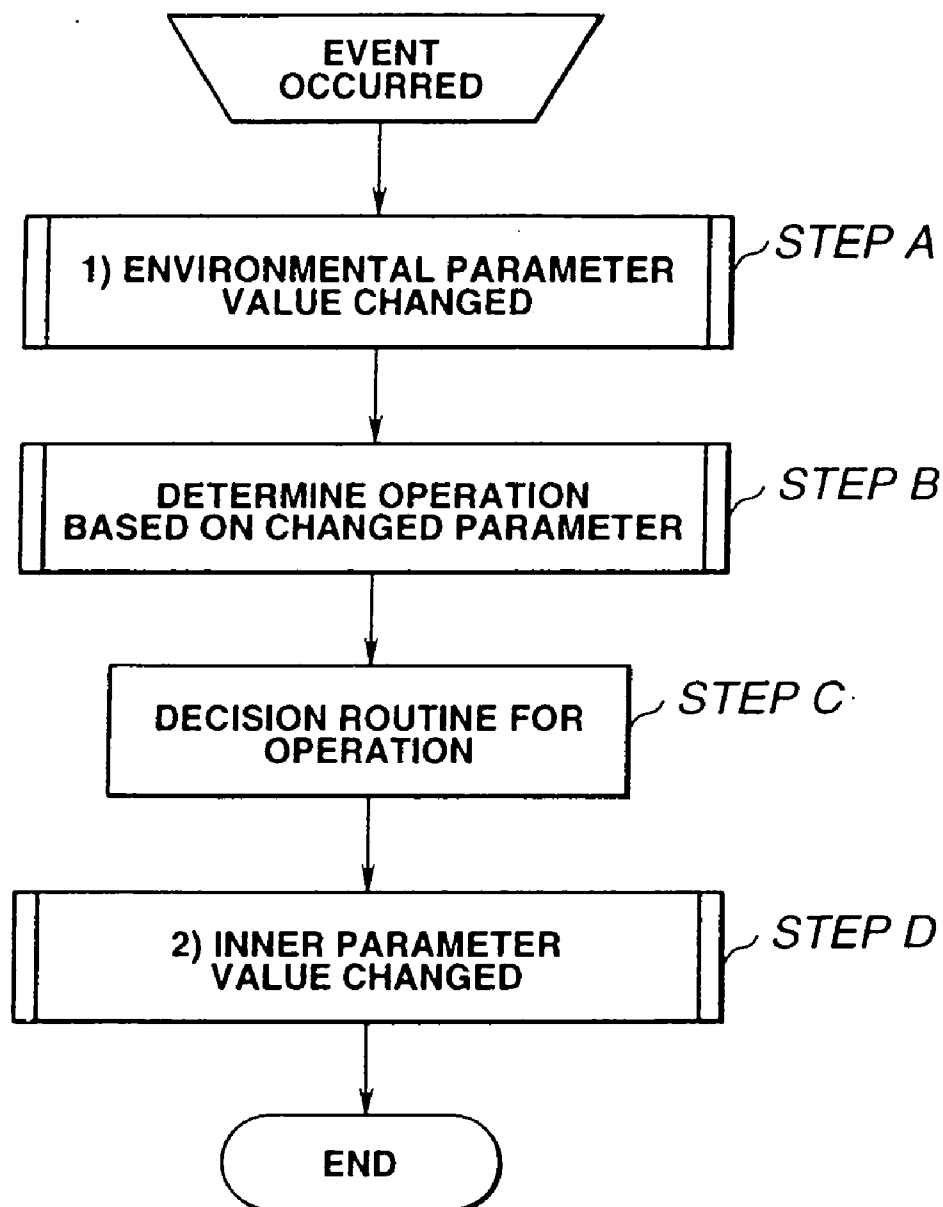 EVENT
OCCURRED
1) ENVIRONMENTAL PARAMETER
VALUE CHANGED
STEP A
DETERMINE OPERATION
BASED ON CHANGED PARAMETER
STEP B
DECISION ROUTINE FOR
OPERATION
STEP C
2) INNER PARAMETER
VALUE CHANGED
STEP D
END